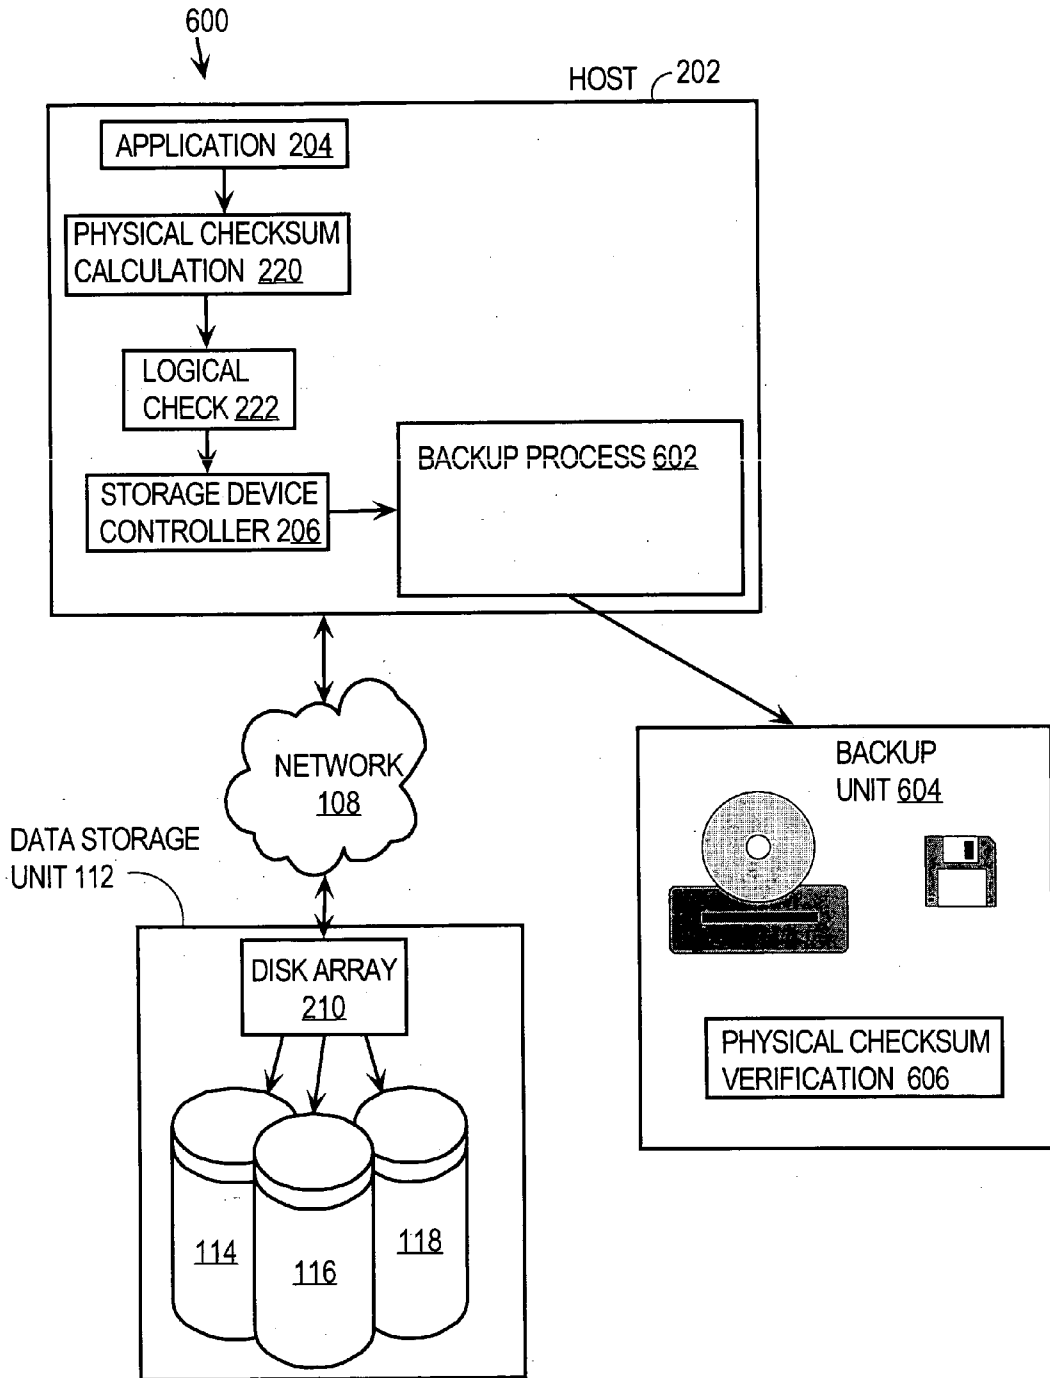 600
HOST 202
APPLICATION 204
PHYSICAL CHECKSUM
CALCULATION 220
LOGICAL
CHECK 222
BACKUP PROCESS 602
STORAGE DEVICE
CONTROLLER 206
NETWORK
108
BACKUP
UNIT 604
DATA STORAGE
UNIT 112
DISK ARRAY
210
PHYSICAL CHECKSUM
VERIFICATION 606
114
116
118